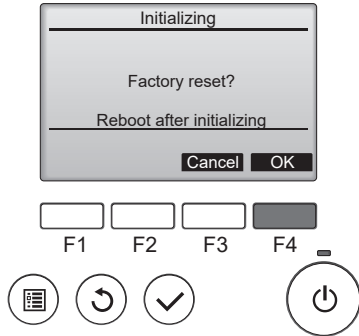 Initializing
Factory reset?
Reboot after initializing
Cancel OK
F1 F2 F3 F4